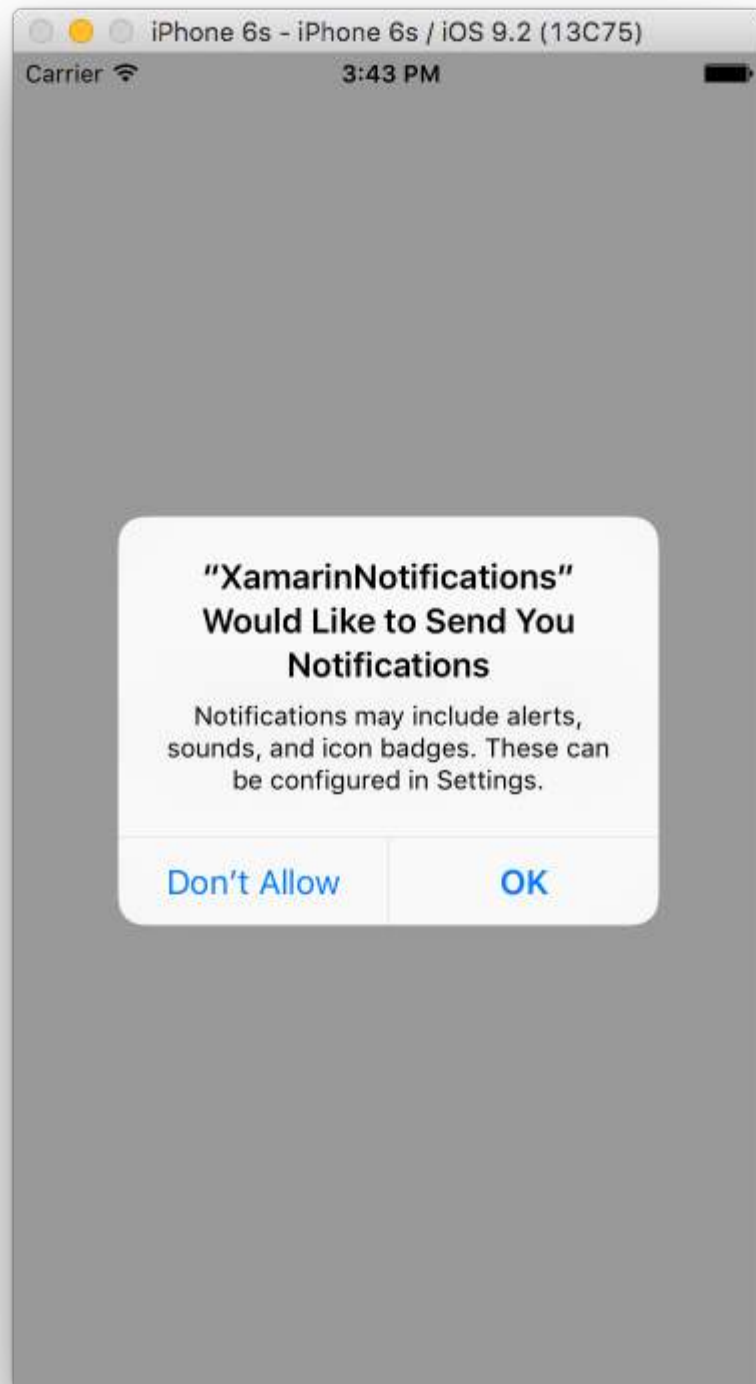 iPhone 6s - iPhone 6s / iOS 9.2 (13C75)
Carrier 3:43 PM
“XamarinNotifications”
Would Like to Send You
Notifications
Notifications may include alerts,
sounds, and icon badges. These can
be configured in Settings.
Don’t Allow OK